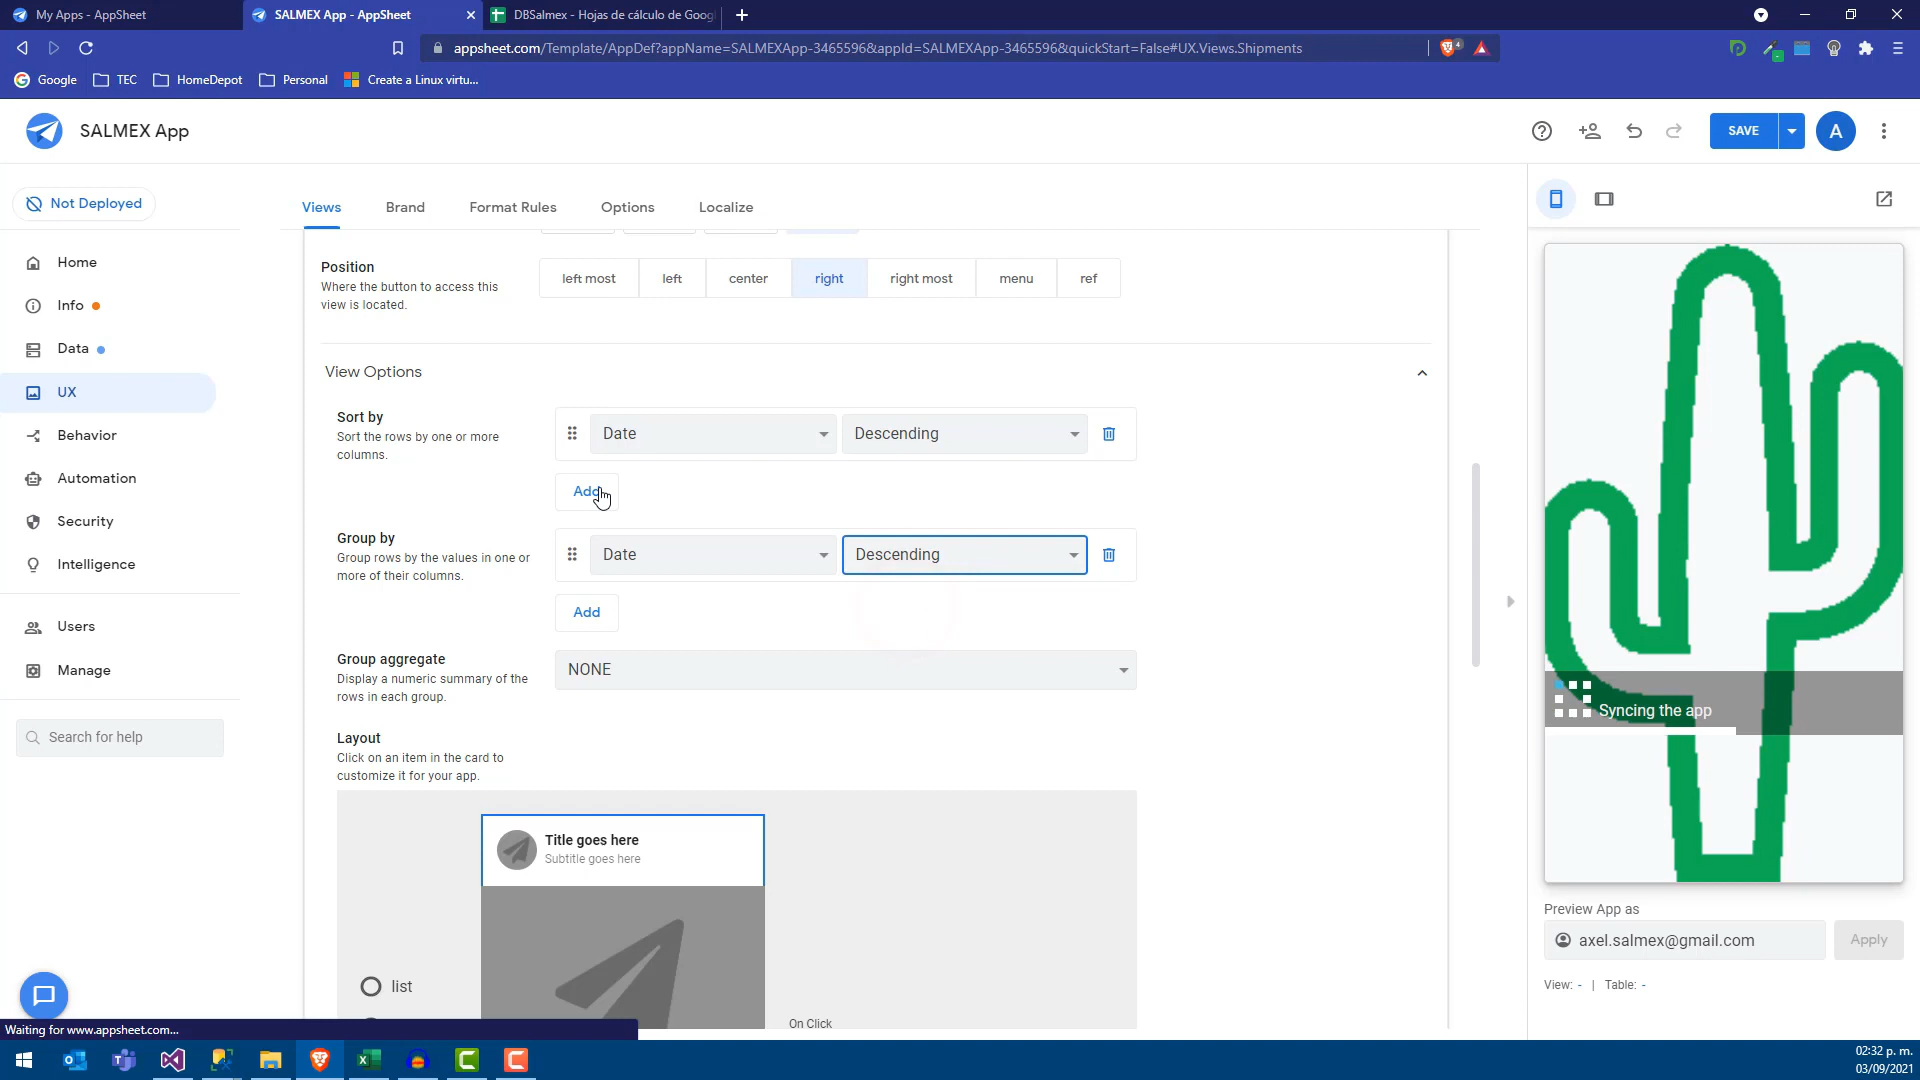 My Apps - AppSheet
SALMEX App - AppSheet
DBSalmex - Hojas de cálculo de Goog
appsheet.com/Template/AppDef?appName=SALMEXApp-3465596&appId=SALMEXApp-3465596&quickStart=False#UX.Views.Shipments
4
Google
TEC
HomeDepot
Personal
Create a Linux virtu...
SALMEX App
SAVE
A
Not Deployed
Views
Brand
Format Rules
Options
Localize
Home
Info
Data
UX
Behavior
Automation
Security
Intelligence
Users
Manage
Search for help
Position
Where the button to access this
view is located.
left most
left
center
right
right most
menu
ref
View Options
Sort by
Sort the rows by one or more
columns.
Date
Descending
Add
Group by
Group rows by the values in one or
more of their columns.
Date
Descending
Add
Group aggregate
Display a numeric summary of the
rows in each group.
NONE
Layout
Click on an item in the card to
customize it for your app.
Title goes here
Subtitle goes here
list
On Click
Syncing the app
Preview App as
axel.salmex@gmail.com
Apply
View: - | Table: -
Waiting for www.appsheet.com...
02:32 p. m.
03/09/2021